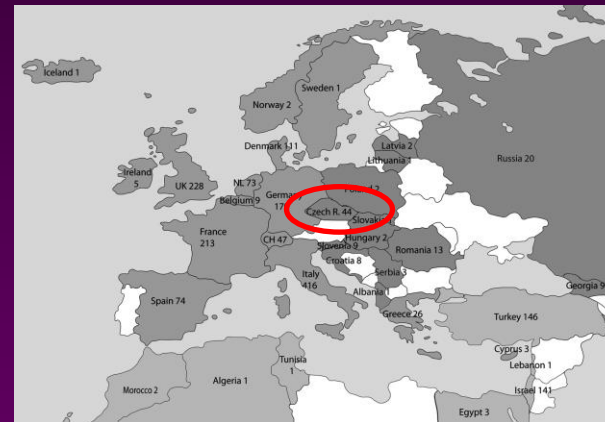 Iceland 1
Sweden 1
Norway 2
Denmark 111
Latvia 2
Lithuania 1
Russia 20
Ireland
5
UK 228
NL 73
Belgium 9
Germany
Czech R. 44
France
213
CH 47
Hungary 2
Slovenia 9
Croatia 8
Romania 13
Serbia 3
Italy
416
Albania 1
Georgia 9
Spain 74
Greece 26
Turkey 146
Cyprus 3
Lebanon 1
Israel 141
Tunisia
1
Algeria 1
Morocco 2
Egypt 3